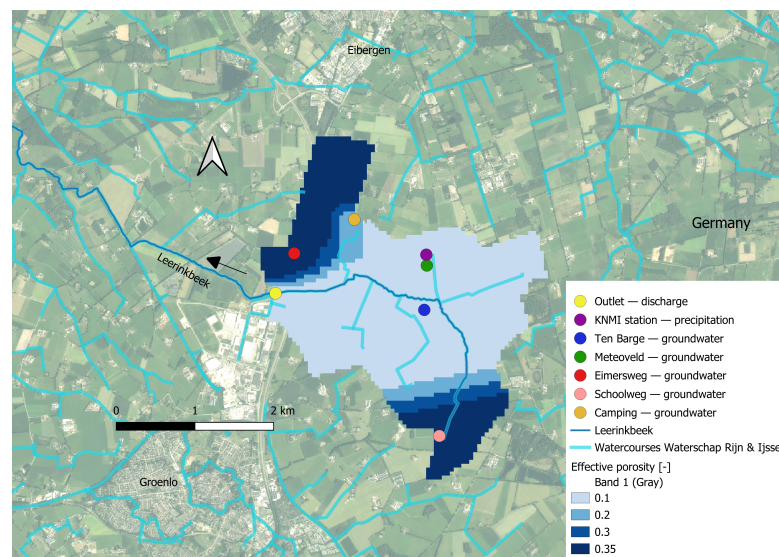 Eibergen
Germany
Leerinkbeek
Outlet — discharge
KNMI station — precipitation
Ten Barge — groundwater
Meteoveld — groundwater
Eimersweg — groundwater
Schoolweg — groundwater
Camping — groundwater
Leerinkbeek
Watercourses Waterschap Rijn & Ijsse
Effective porosity [-]
Band 1 (Gray)
0.1
0.2
0.3
0.35
0 1 2 km
Groenlo